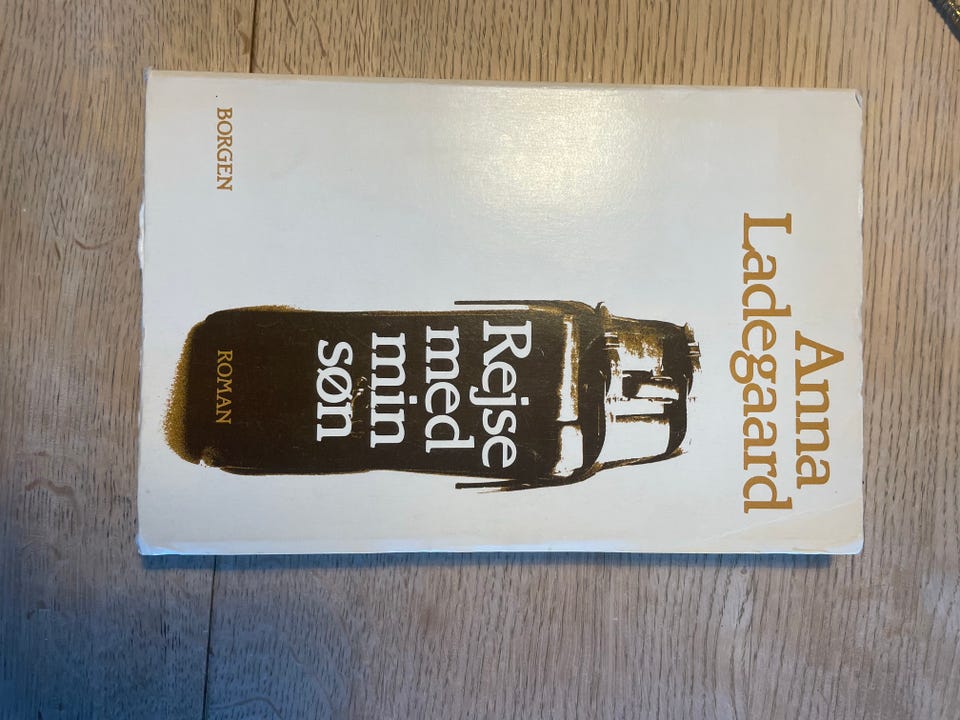 Anna
Ladegaard
Rejse
med
min
søn
ROMAN
BORGEN